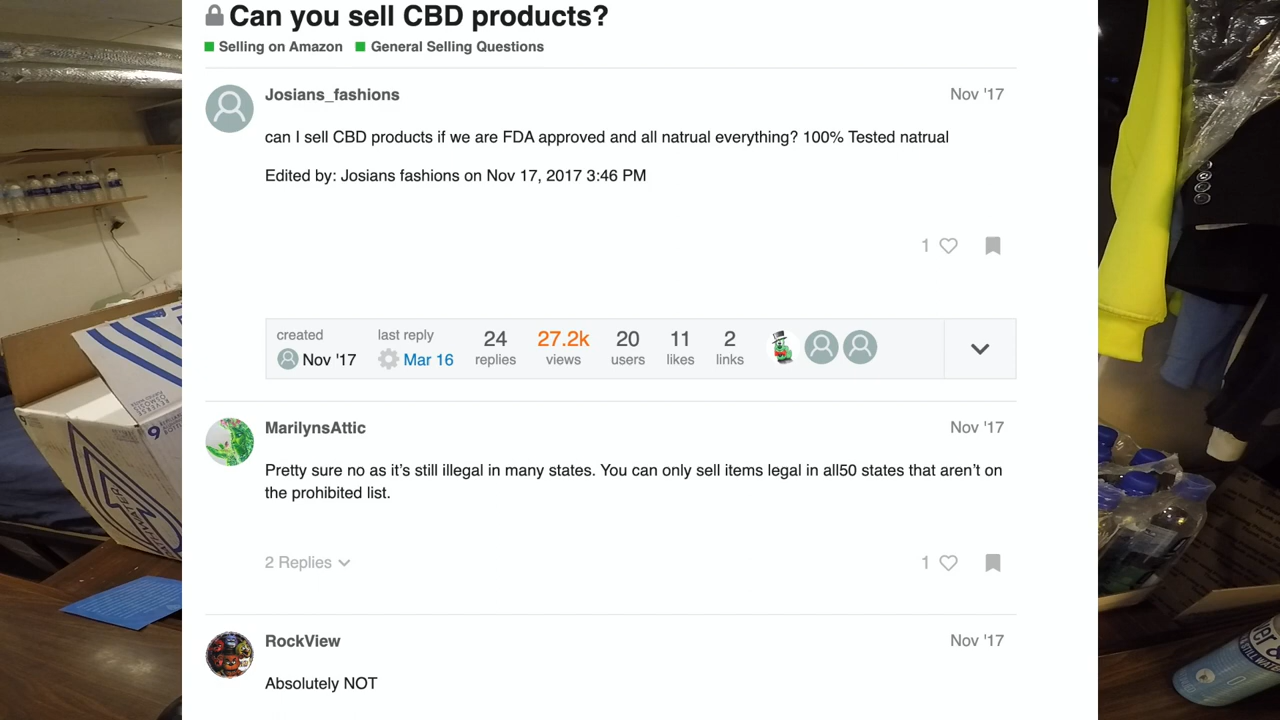 Can you sell CBD products?
Selling on Amazon General Selling Questions
Josians_fashions Nov '17
can I sell CBD products if we are FDA approved and all natrual everything? 100% Tested natrual
Edited by: Josians fashions on Nov 17, 2017 3:46 PM
1
created last reply 24 27.2k 20 11 2
Nov '17 Mar 16 replies views users likes links
MarilynsAttic Nov '17
Pretty sure no as it’s still illegal in many states. You can only sell items legal in all50 states that aren’t on
the prohibited list.
2 Replies 1
RockView Nov '17
Absolutely NOT
REVERSE
OSMOSIS
9
9